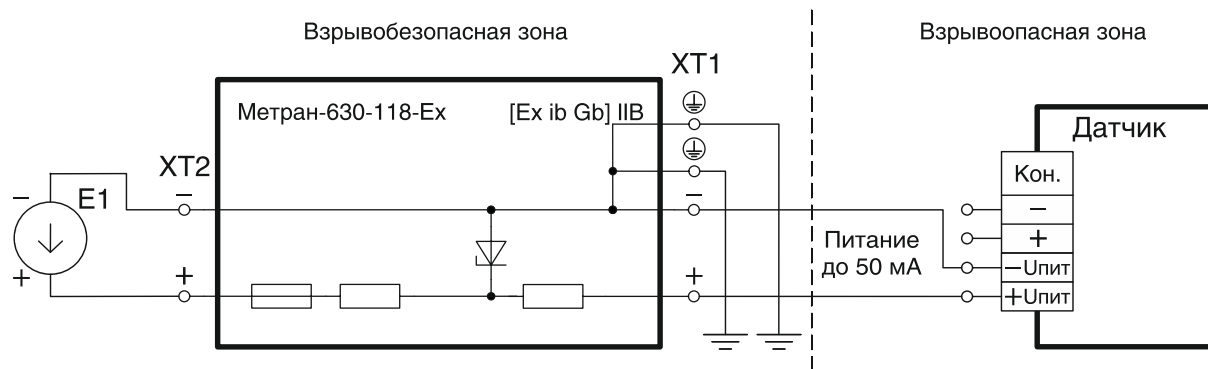 Взрывобезопасная зона
Взрывоопасная зона
XT1
Метран-630-118-Ex
[Ex ib Gb] IIB
Датчик
XT2
Кон.
− E1
−
−
−
+
Питание
до 50 мА
−Uпит
+
+
+
+Uпит